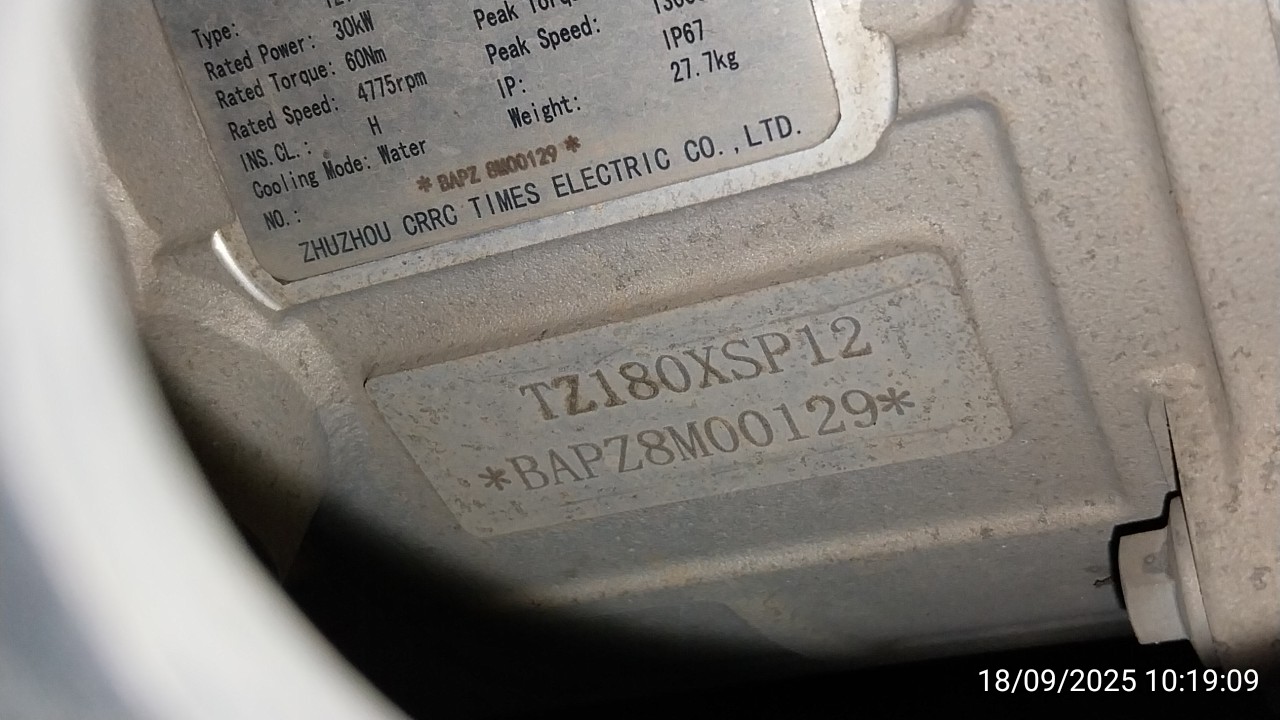 Type:
Rated Power: 30kW
Rated Torque: 60Nm
Rated Speed: 4775rpm
INS.CL.: H
Cooling Mode: Water
NO.: *BAPZ 8M00129*
Peak
Peak Speed:
IP: IP67
Weight: 27.7kg
ZHUZHOU CRRC TIMES ELECTRIC CO.,LTD.
TZ180XSP12
*BAPZ8M00129*
18/09/2025 10:19:09